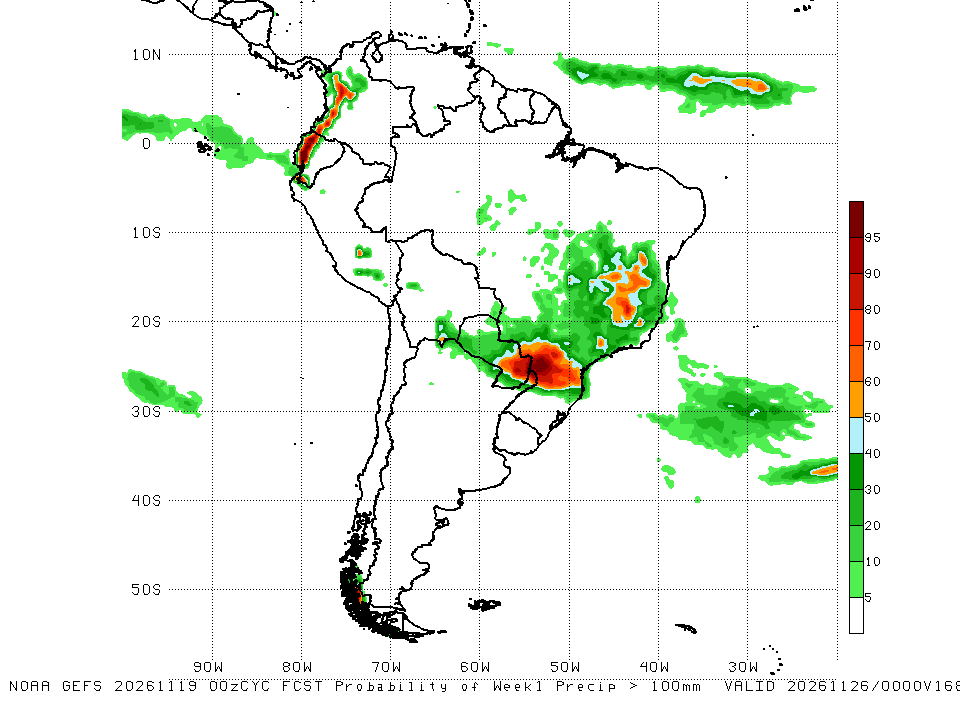 10N
0
10S
20S
30S
40S
50S
95
90
80
70
60
50
40
30
20
10
5
90W 80W 70W 60W 50W 40W 30W
NOAA GEFS 20261119 00zCYC FCST Probability of Week1 Precip > 100mm VALID 20261126/0000V168